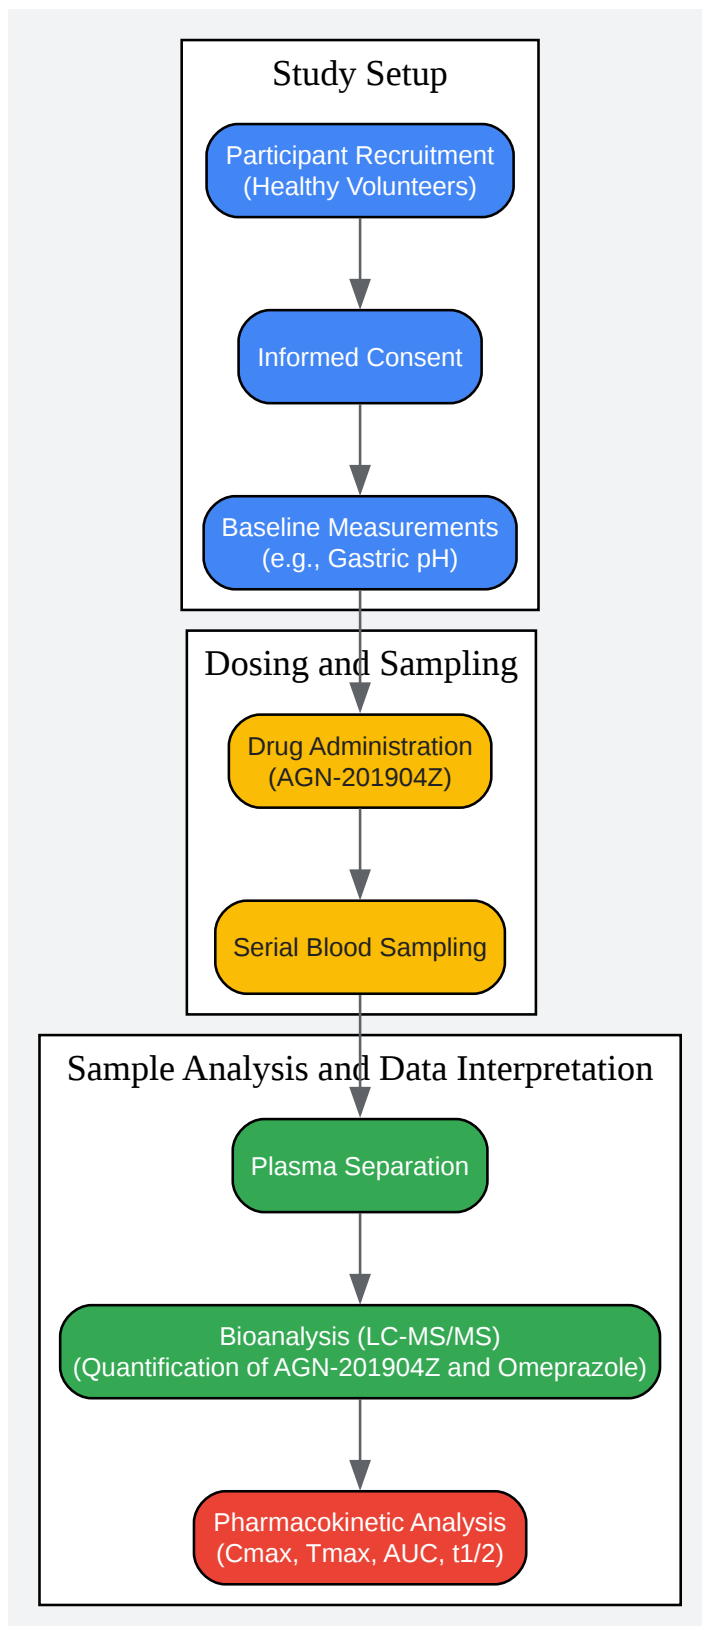 Study Setup
Participant Recruitment
(Healthy Volunteers)
Informed Consent
Baseline Measurements
(e.g., Gastric pH)
Dosing and Sampling
Drug Administration
(AGN-201904Z)
Serial Blood Sampling
Sample Analysis and Data Interpretation
Plasma Separation
Bioanalysis (LC-MS/MS)
(Quantification of AGN-201904Z and Omeprazole)
Pharmacokinetic Analysis
(Cmax, Tmax, AUC, t1/2)